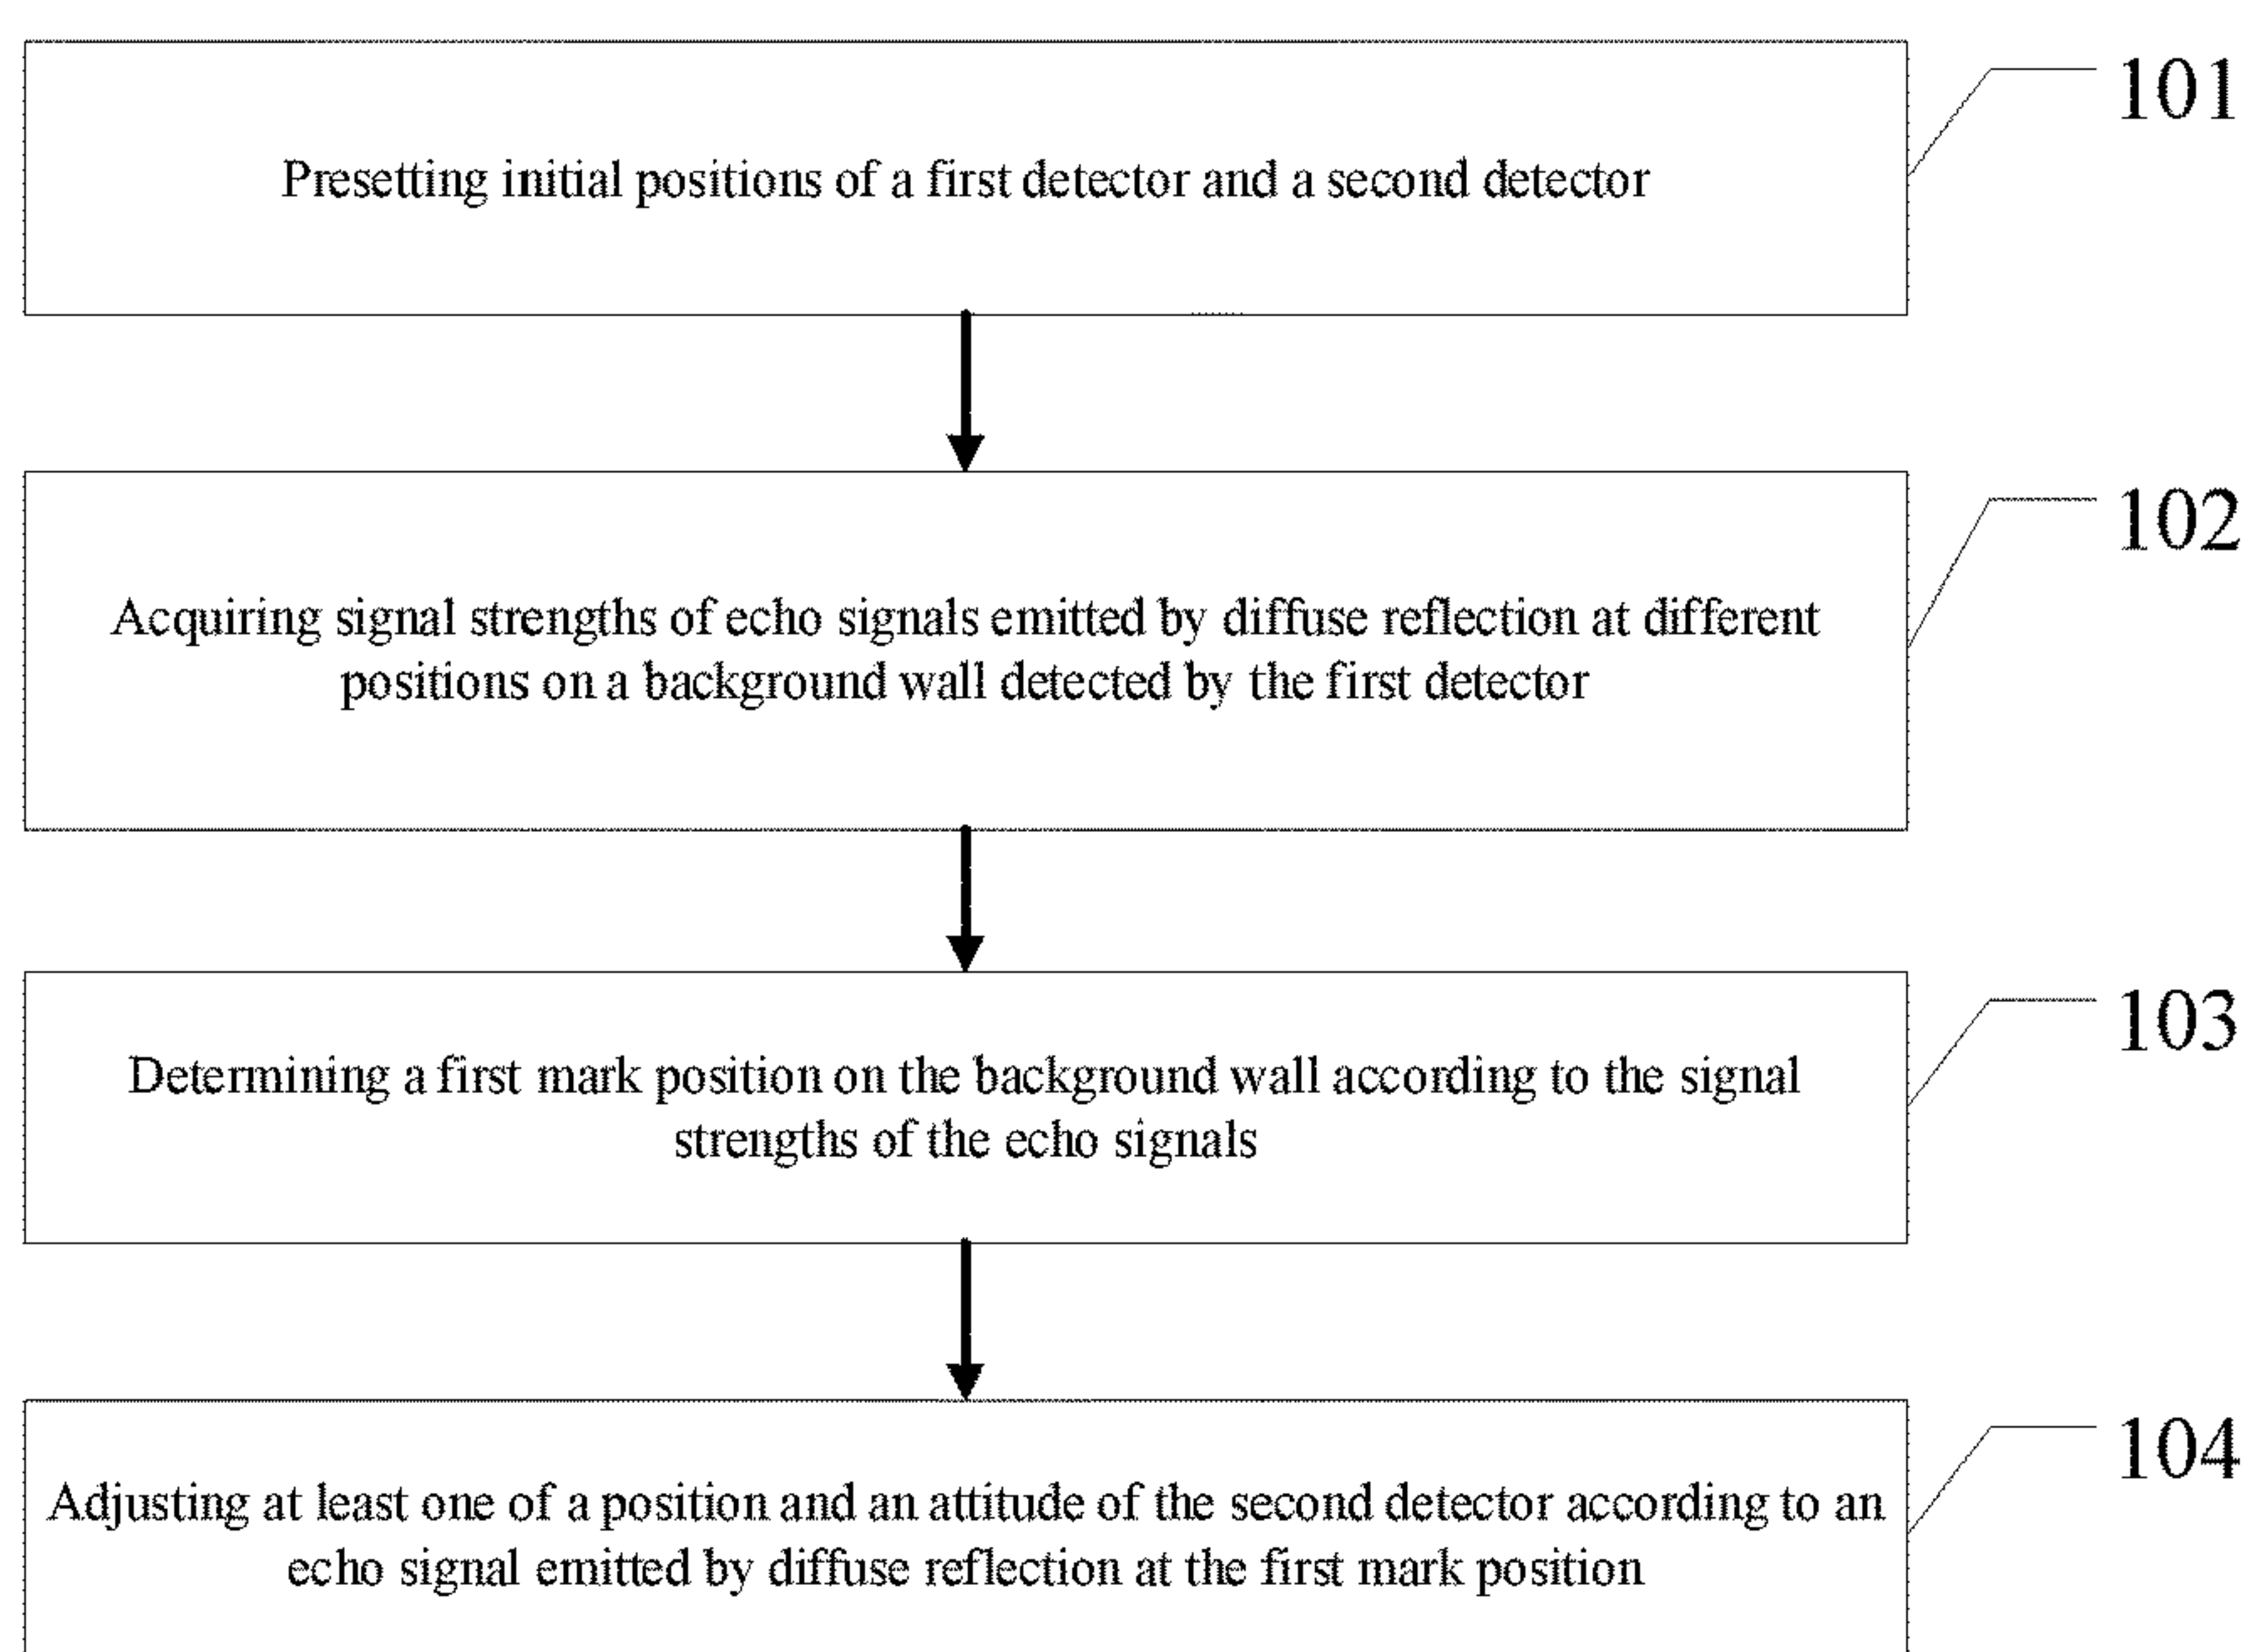 101
Presetting initial positions of a first detector and a second detector
102
Acquiring signal strengths of echo signals emitted by diffuse reflection at different
positions on a background wall detected by the first detector
103
Determining a first mark position on the background wall according to the signal
strengths of the echo signals
104
Adjusting at least one of a position and an attitude of the second detector according to an
echo signal emitted by diffuse reflection at the first mark position